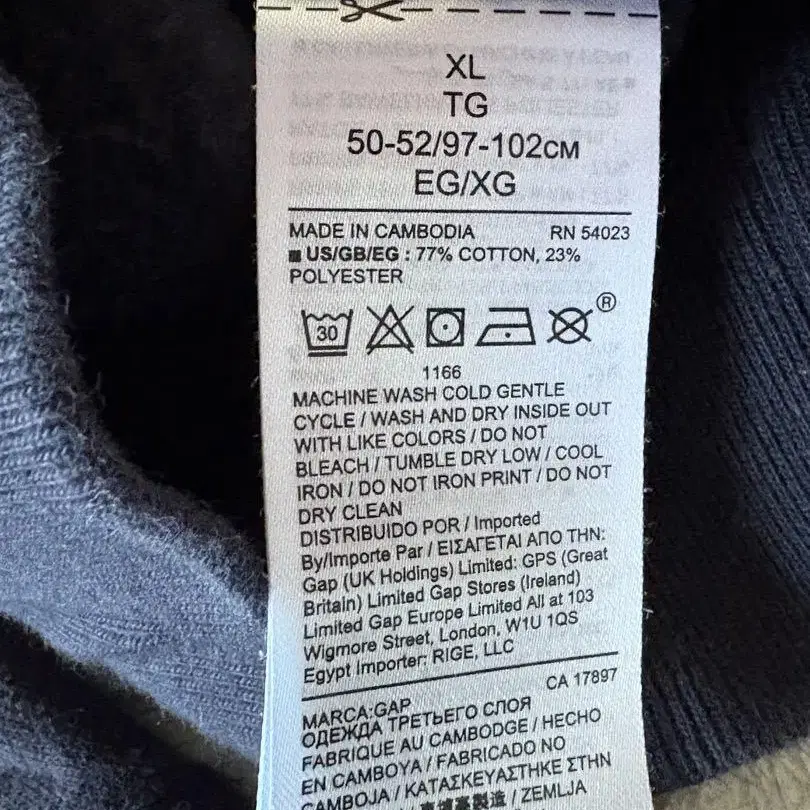 XL
TG
50-52/97-102CM
EG/XG
MADE IN CAMBODIA RN 54023
■ US/GB/EG : 77% COTTON, 23%
POLYESTER
30 ®
1166
MACHINE WASH COLD GENTLE
CYCLE / WASH AND DRY INSIDE OUT
WITH LIKE COLORS / DO NOT
BLEACH / TUMBLE DRY LOW / COOL
IRON / DO NOT IRON PRINT / DO NOT
DRY CLEAN
DISTRIBUIDO POR / Imported
By/Importe Par / ΕΙΣΑΓΕΤΑΙ ΑΠΟ ΤΗΝ:
Gap (UK Holdings) Limited: GPS (Great
Britain) Limited Gap Stores (Ireland)
Limited Gap Europe Limited All at 103
Wigmore Street, London, W1U 1QS
Egypt Importer: RIGE, LLC
CA 17897
MARCA:GAP
ОДЕЖДА ТРЕТЬЕГО СЛОЯ
FABRIQUE AU CAMBODGE / HECHO
EN CAMBOYA / FABRICADO NO
CAMBOJA / ΚΑΤΑΣΚΕΥΑΣΤΗΚΕ ΣΤΗΝ
製造 / ZEMLJA